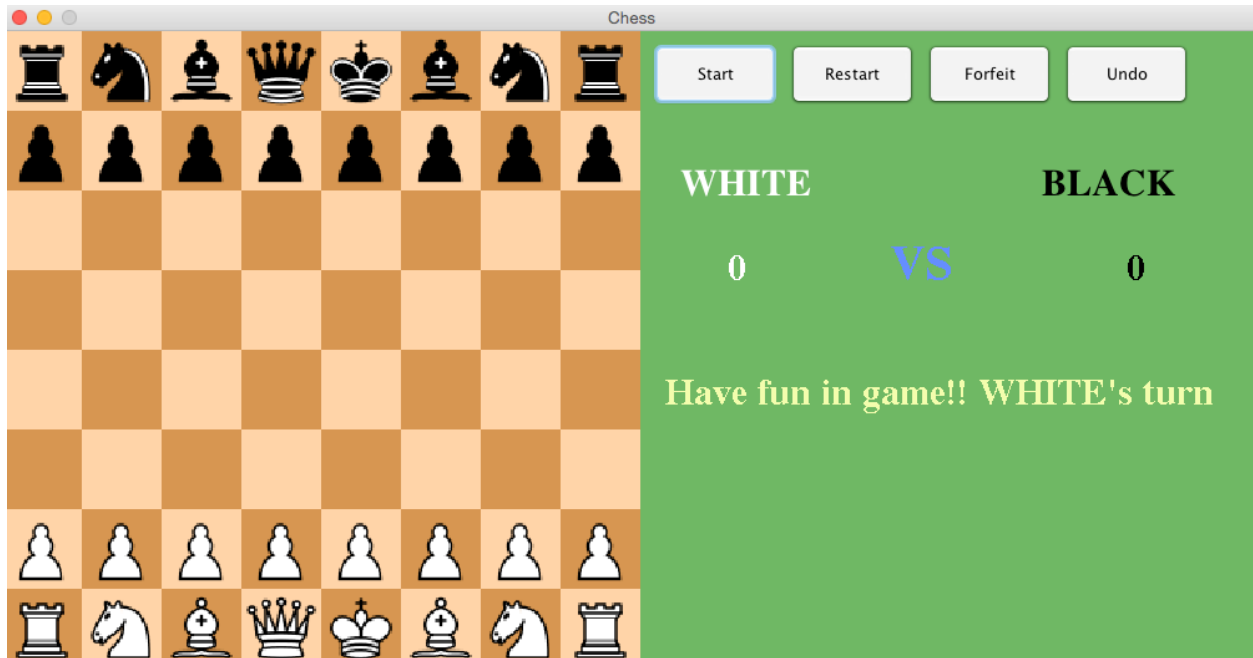 Chess
Start Restart Forfeit Undo
WHITE BLACK
0 VS 0
Have fun in game!! WHITE's turn